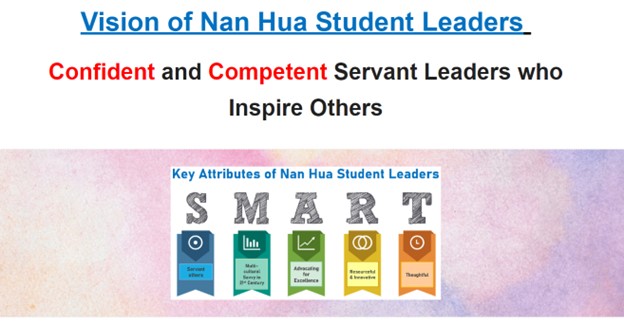 Vision of Nan Hua Student Leaders
Confident and Competent Servant Leaders who
Inspire Others
Key Attributes of Nan Hua Student Leaders
S M A R T
Servant
others
Multi-
cultural
Savvy in
21st Century
Advocating
for
Excellence
Resourceful
& Innovative
Thoughtful